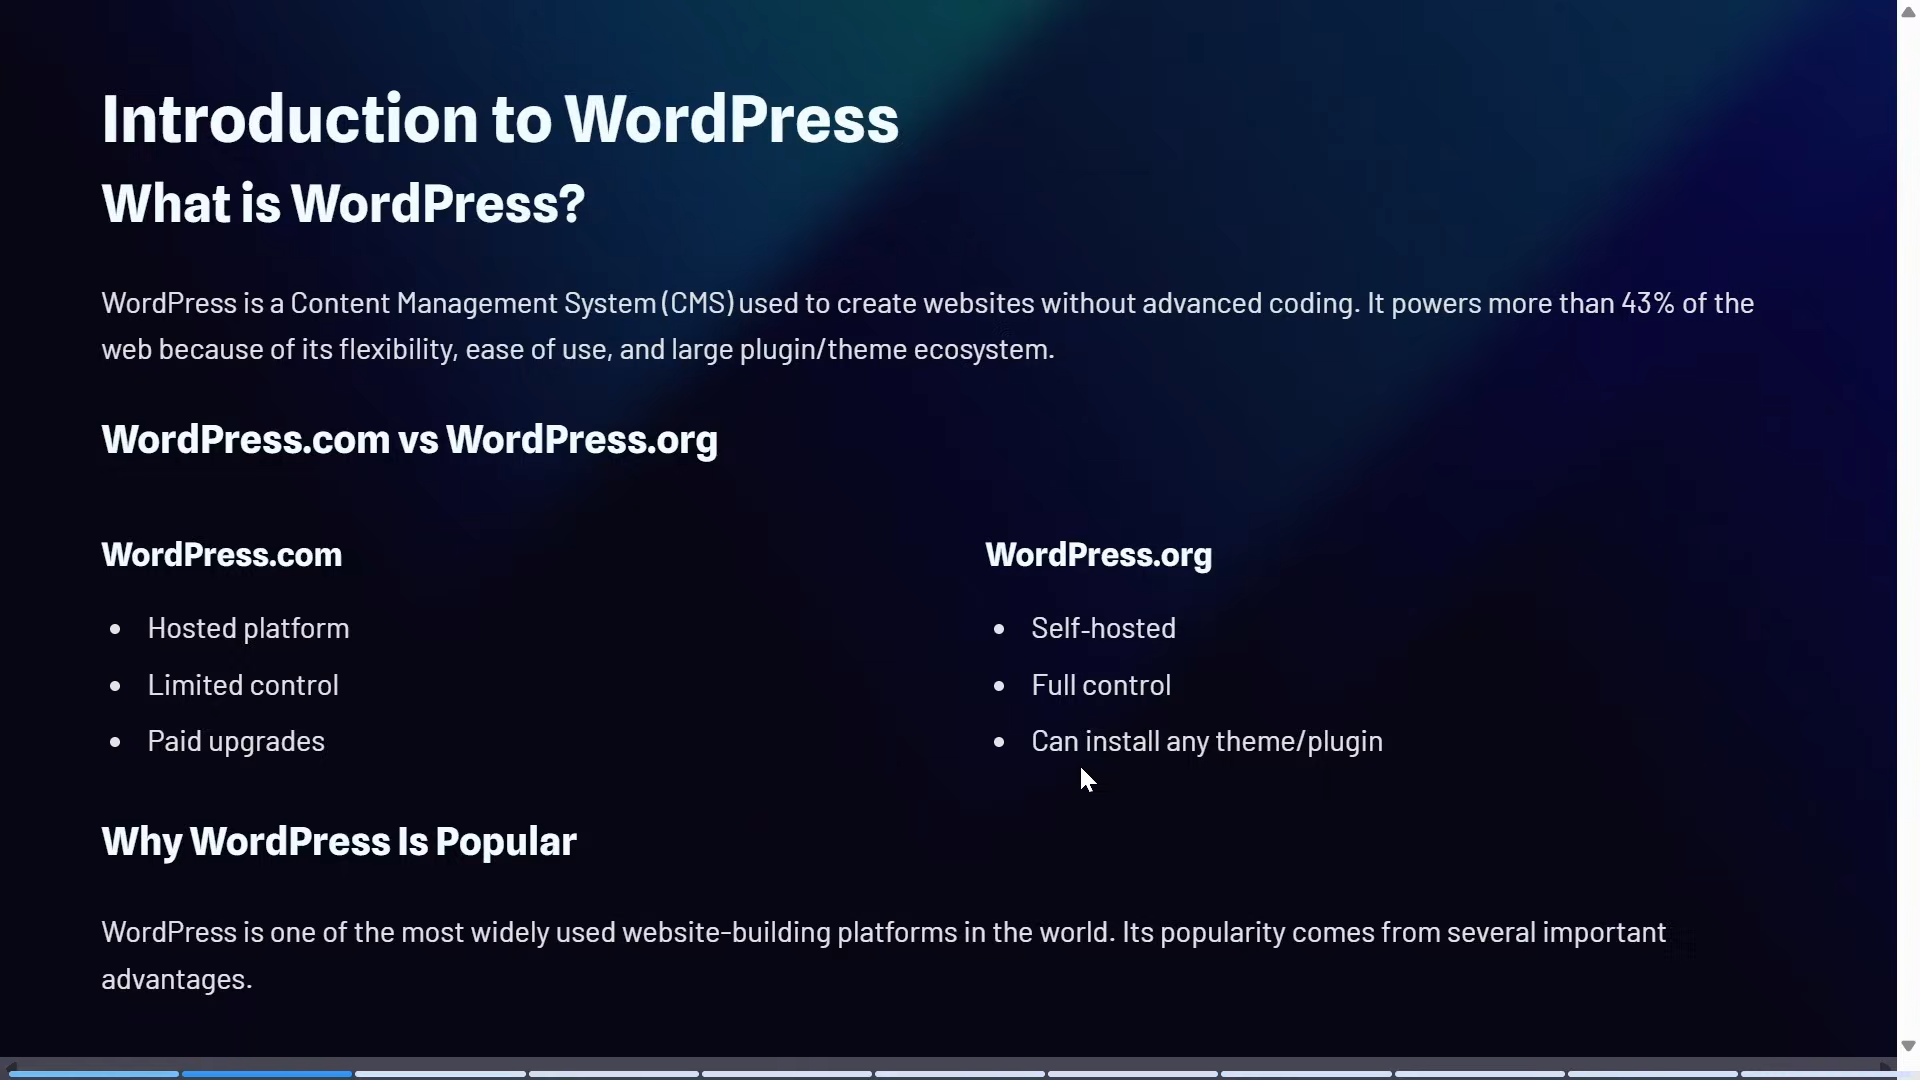 Introduction to WordPress
What is WordPress?
WordPress is a Content Management System (CMS) used to create websites without advanced coding. It powers more than 43% of the
web because of its flexibility, ease of use, and large plugin/theme ecosystem.
WordPress.com vs WordPress.org
WordPress.com
Hosted platform
Limited control
Paid upgrades
WordPress.org
Self-hosted
Full control
Can install any theme/plugin
Why WordPress Is Popular
WordPress is one of the most widely used website-building platforms in the world. Its popularity comes from several important
advantages.